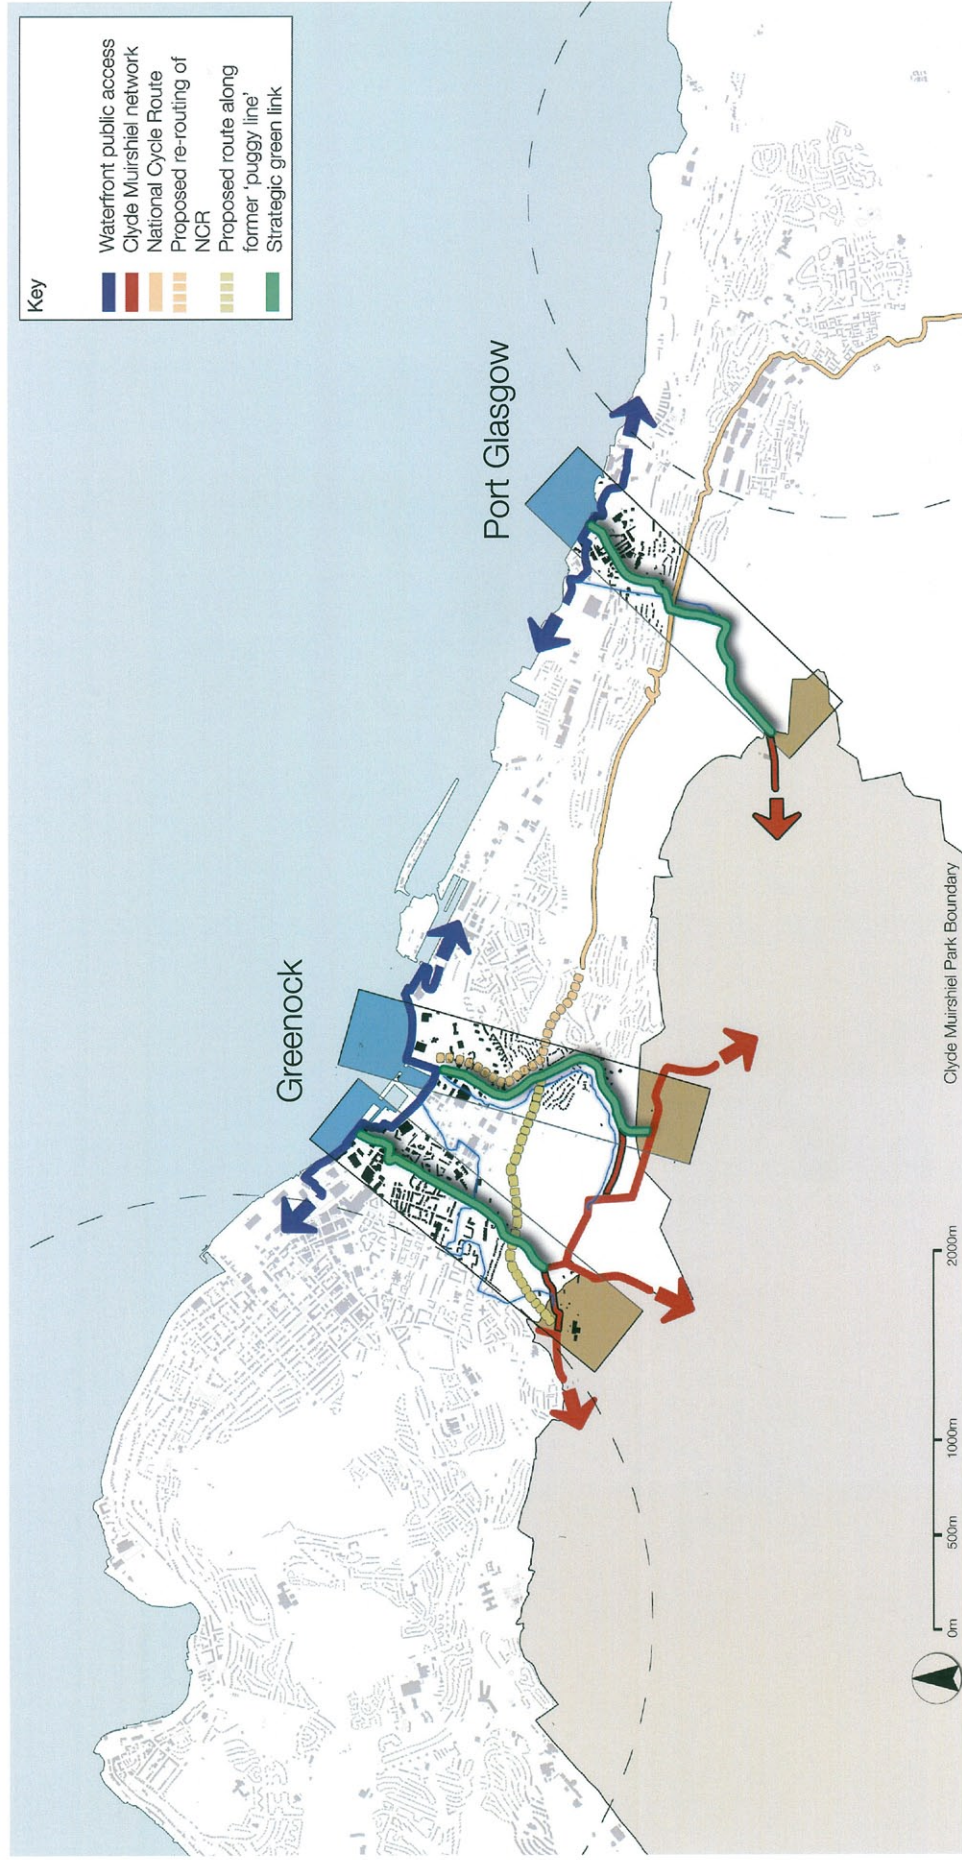 Key
Waterfront public access
Clyde Muirshiel network
National Cycle Route
Proposed re-routing of
NCR
Proposed route along
former 'puggy line'
Strategic green link
Port Glasgow
Greenock
Clyde Muirshiel Park Boundary
0m
500m
1000m
2000m